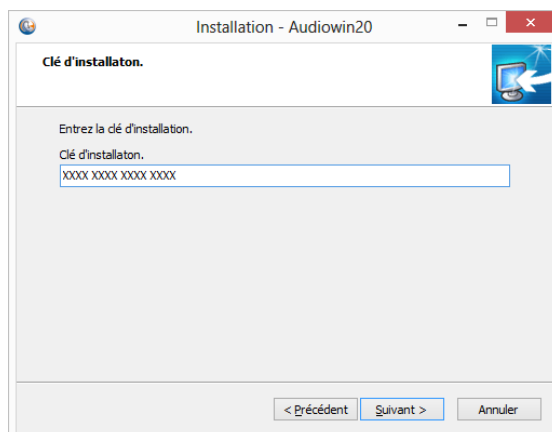 Installation - Audiowin20
Clé d'installaton.
Entrez la clé d'installation.
Clé d'installaton.
XXXX XXXX XXXX XXXX
< Précédent
Suivant >
Annuler